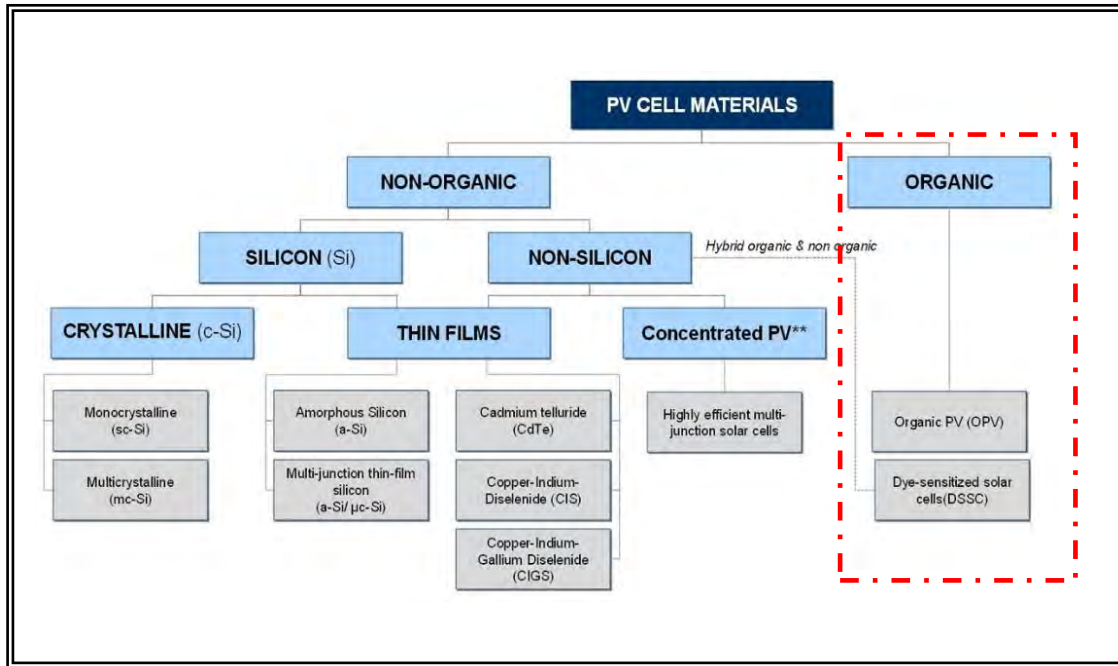 PV CELL MATERIALS
NON-ORGANIC
ORGANIC
SILICON (Si)
NON-SILICON
Hybrid organic & non organic
CRYSTALLINE (c-Si)
THIN FILMS
Concentrated PV**
Monocrystalline
(sc-Si)
Multicrystalline
(mc-Si)
Amorphous Silicon
(a-Si)
Multi-junction thin-film
silicon
(a-Si/ μc-Si)
Cadmium telluride
(CdTe)
Copper-Indium-
Diselenide (CIS)
Copper-Indium-
Gallium Diselenide
(CIGS)
Highly efficient multi-
junction solar cells
Organic PV (OPV)
Dye-sensitized solar
cells(DSSC)